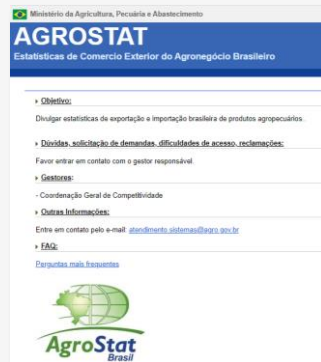 Ministério da Agricultura, Pecuária e Abastecimento
AGROSTAT
Estatísticas de Comercio Exterior do Agronegócio Brasileiro
Objetivo:
Divulgar estatísticas de exportação e importação brasileira de produtos agropecuários.
Dúvidas, solicitação de demandas, dificuldades de acesso, reclamações:
Favor entrar em contato com o gestor responsável.
Gestores:
- Coordenação Geral de Competitividade
Outras Informações:
Entre em contato pelo e-mail: atendimento.sistemas@agro.gov.br
FAQ:
Perguntas mais frequentes
AgroStat
Brasil